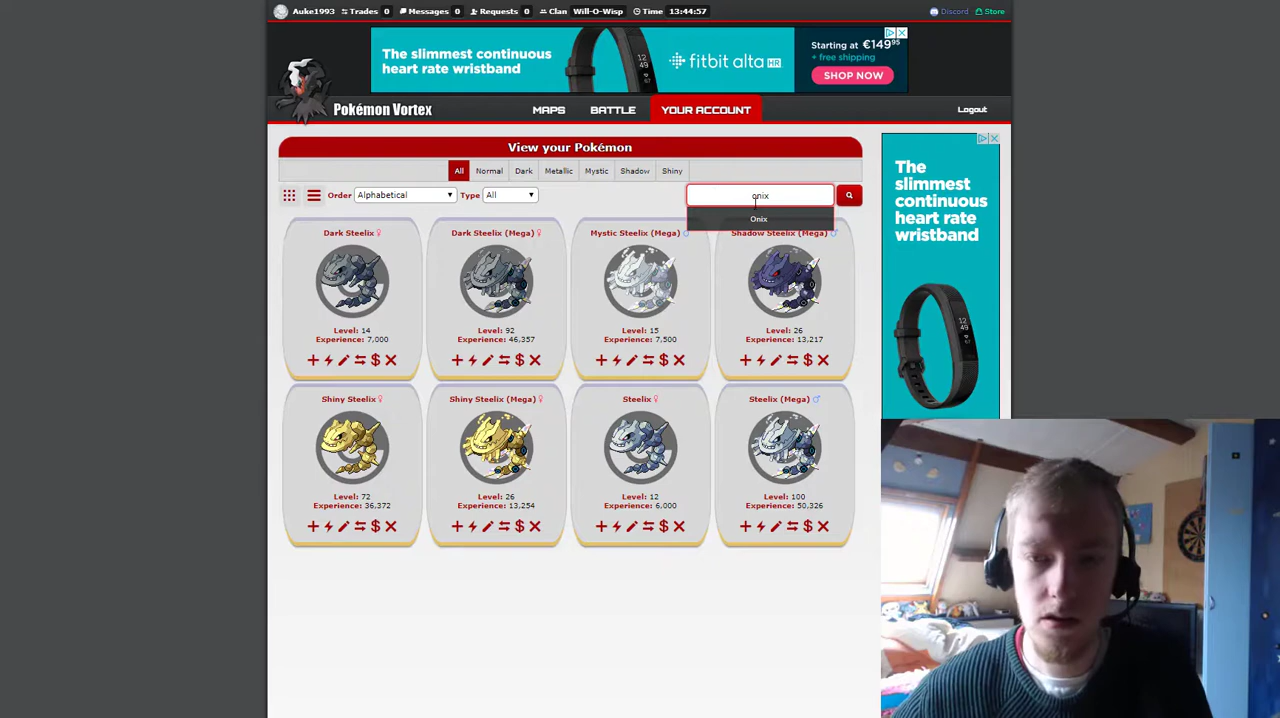 Auke1993 Trades 0 Messages 0 Requests 0 Clan Will-O-Wisp Time 13:44:57 Discord Store
The slimmest continuous
heart rate wristband
12
49
fitbit alta HR
Starting at €149⁹⁵
+ free shipping
SHOP NOW
Pokémon Vortex
MAPS BATTLE YOUR ACCOUNT Logout
View your Pokémon
All Normal Dark Metallic Mystic Shadow Shiny
Order Alphabetical Type All onix
Onix
Dark Steelix ♀ Dark Steelix (Mega) ♀ Mystic Steelix (Mega) ♂ Shadow Steelix (Mega) ♂
Level: 14 Level: 92 Level: 15 Level: 26
Experience: 7,000 Experience: 46,357 Experience: 7,500 Experience: 13,217
Shiny Steelix ♀ Shiny Steelix (Mega) ♀ Steelix ♀ Steelix (Mega) ♂
Level: 72 Level: 26 Level: 12 Level: 100
Experience: 36,372 Experience: 13,254 Experience: 6,000 Experience: 50,326
The
slimmest
continuous
heart rate
wristband
12
49